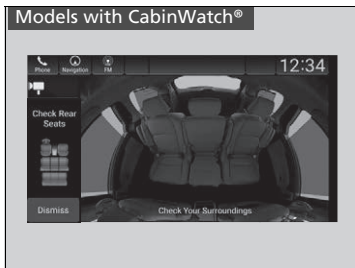 Models with CabinWatch®
Phone Navigation FM 12:34
Check Rear
Seats
Dismiss
Check Your Surroundings